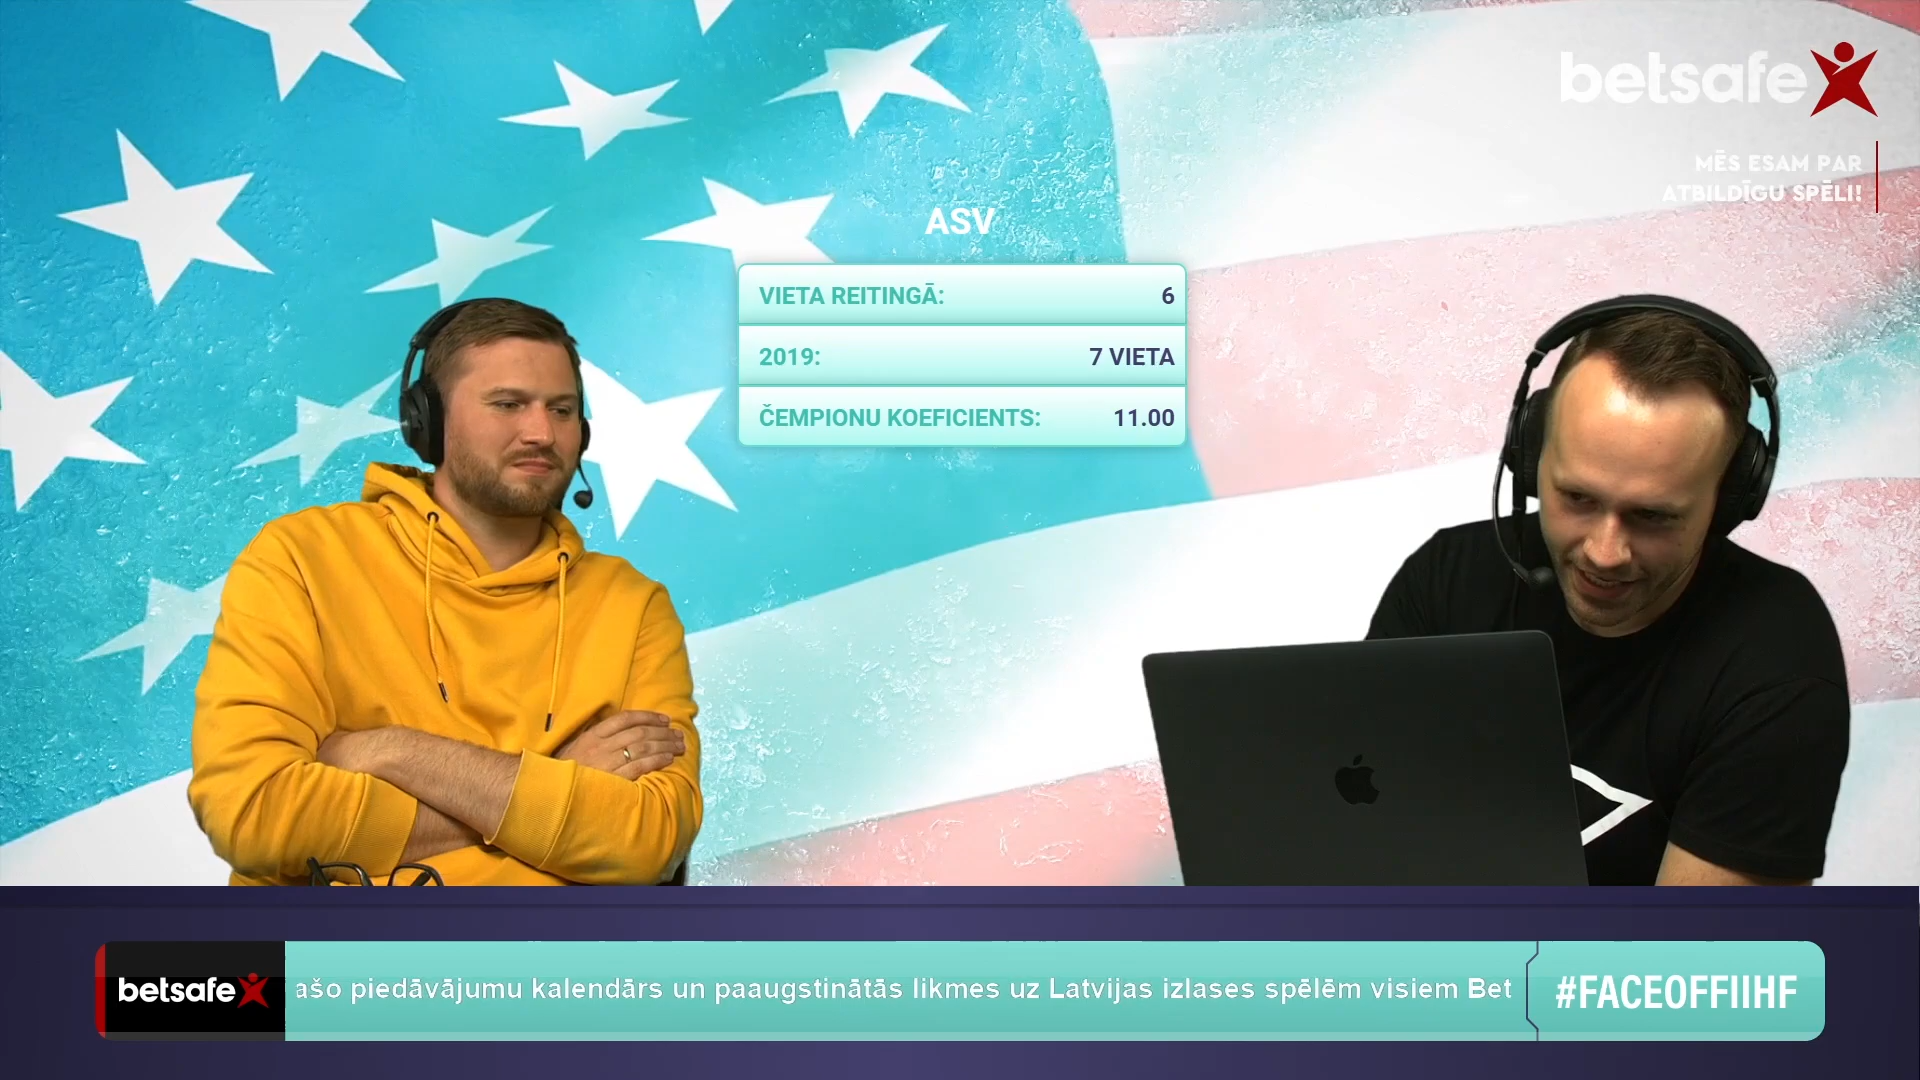 betsafe
MĒS ESAM PAR
ATBILDĪGU SPĒLI!
ASV
VIETA REITINGĀ: 6
2019: 7 VIETA
ČEMPIONU KOEFICIENTS: 11.00
betsafe
ašo piedāvājumu kalendārs un paaugstinātās likmes uz Latvijas izlases spēlēm visiem Bet
#FACEOFFIIHF